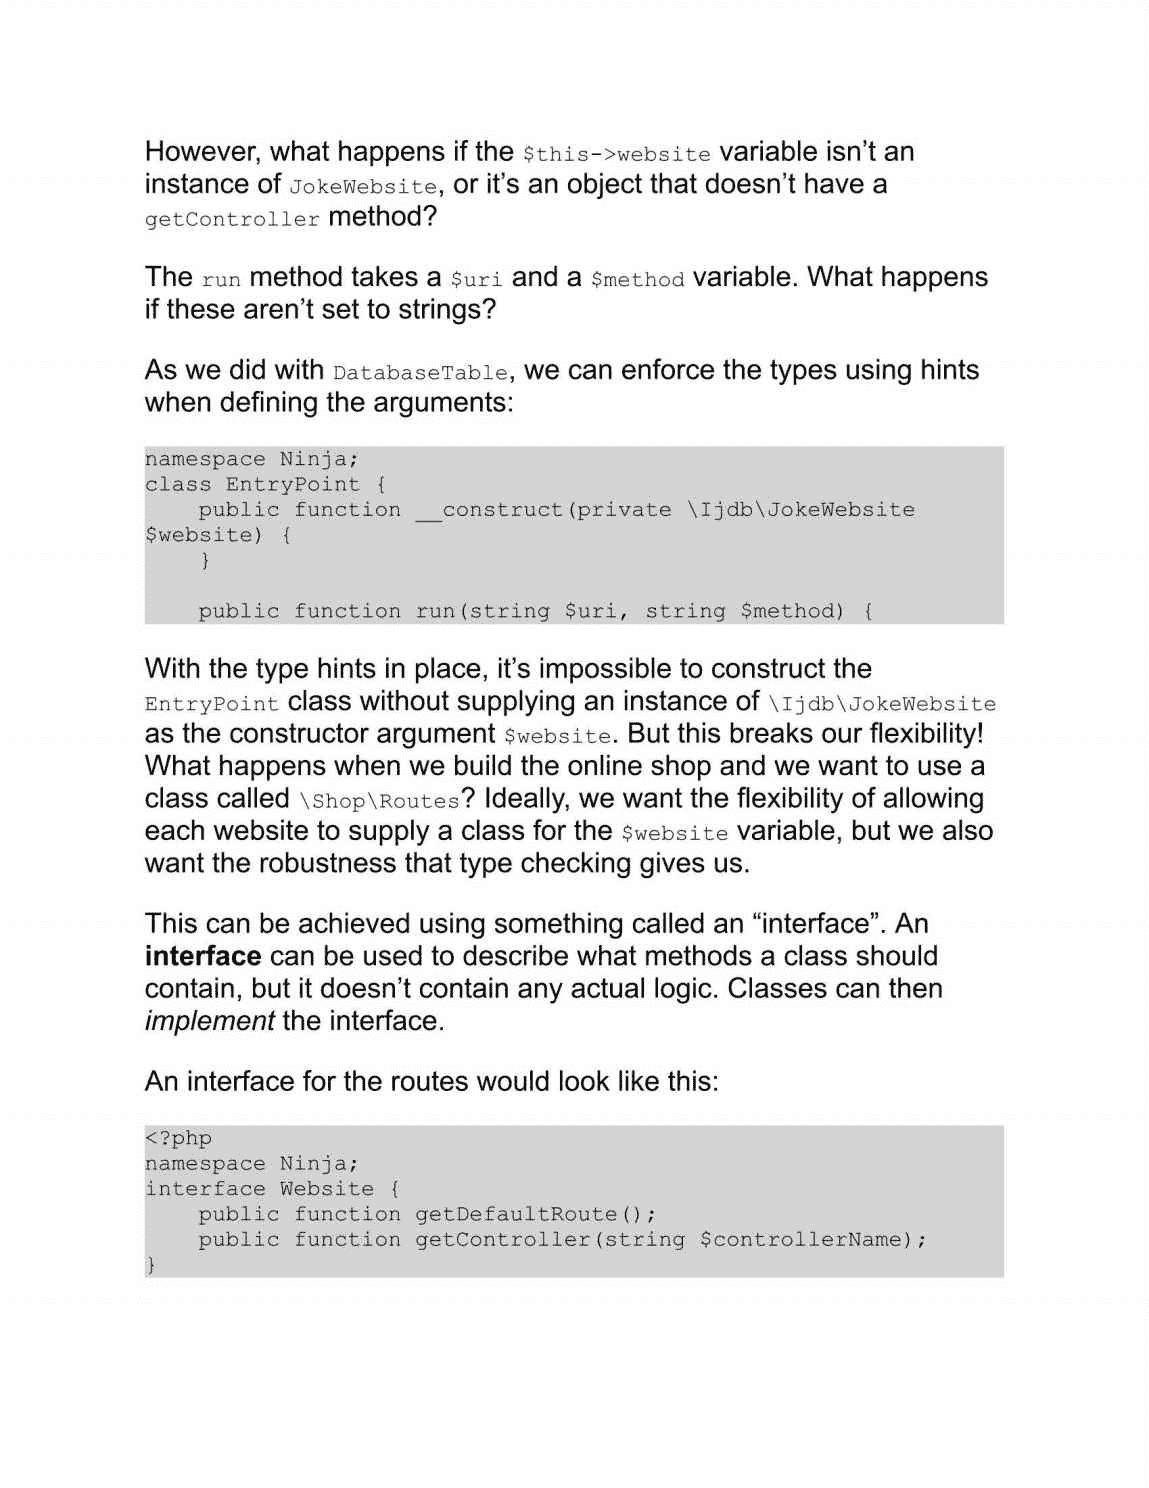 However, what happens if the $this->website variable isn’t an
instance of JokeWebsite, or it’s an object that doesn’t have a
getController method?
The run method takes a $uri and a $method variable. What happens
if these aren’t set to strings?
As we did with DatabaseTable, we can enforce the types using hints
when defining the arguments:
namespace Ninja;
class EntryPoint {
    public function __construct(private \Ijdb\JokeWebsite
$website) {
    }
    public function run(string $uri, string $method) {
With the type hints in place, it’s impossible to construct the
EntryPoint class without supplying an instance of \Ijdb\JokeWebsite
as the constructor argument $website. But this breaks our flexibility!
What happens when we build the online shop and we want to use a
class called \Shop\Routes? Ideally, we want the flexibility of allowing
each website to supply a class for the $website variable, but we also
want the robustness that type checking gives us.
This can be achieved using something called an “interface”. An
interface can be used to describe what methods a class should
contain, but it doesn’t contain any actual logic. Classes can then
implement the interface.
An interface for the routes would look like this:
<?php
namespace Ninja;
interface Website {
    public function getDefaultRoute();
    public function getController(string $controllerName);
}